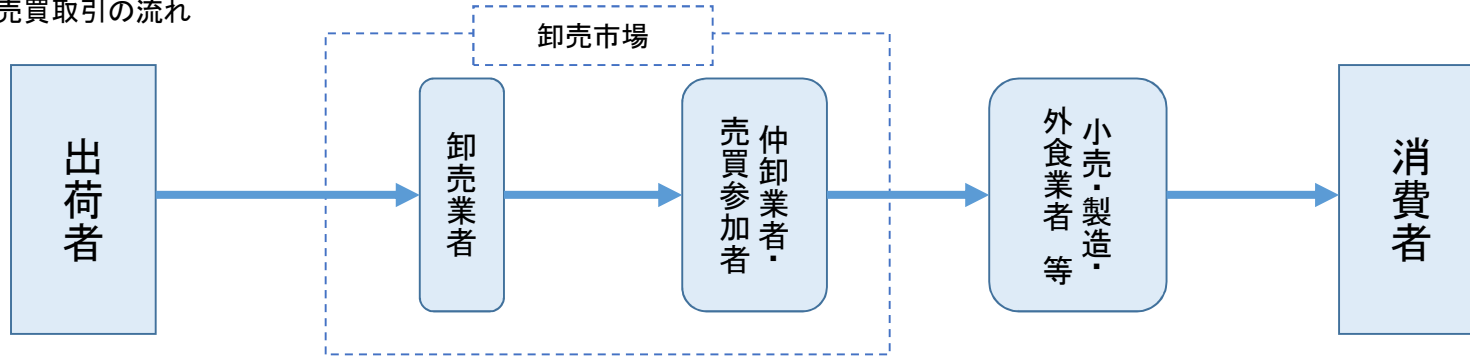 売買取引の流れ
卸売市場
出荷者
卸売業者
仲卸業者・
売買参加者
小売・製造・
外食業者 等
消費者